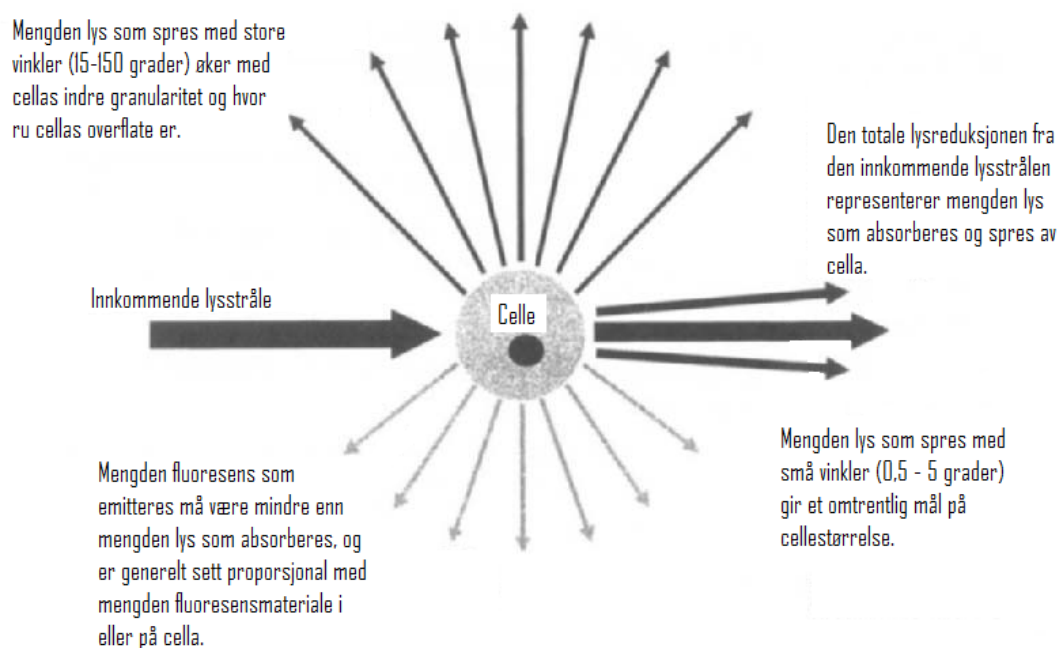 Mengden lys som spres med store
vinkler (15-150 grader) øker med
cellas indre granularitet og hvor
ru cellas overflate er.
Den totale lysreduksjonen fra
den innkommende lysstrålen
representerer mengden lys
som absorberes og spres av
cella.
Innkommende lysstråle
Celle
Mengden lys som spres med
små vinkler (0,5 - 5 grader)
gir et omtrentlig mål på
cellestørrelse.
Mengden fluoresens som
emitteres må være mindre enn
mengden lys som absorberes, og
er generelt sett proporsjonal med
mengden fluoresensmateriale i
eller på cella.